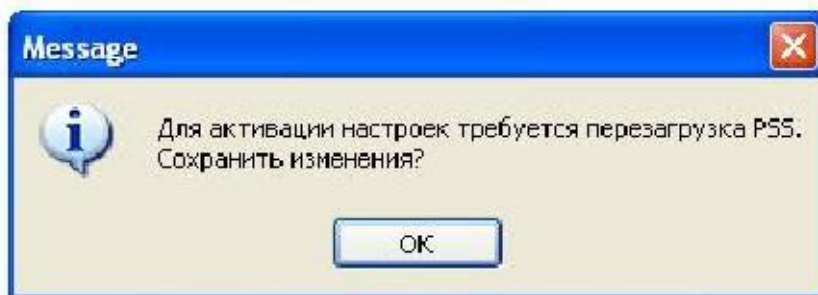 Message
Для активации настроек требуется перезагрузка PSS.
Сохранить изменения?
OK